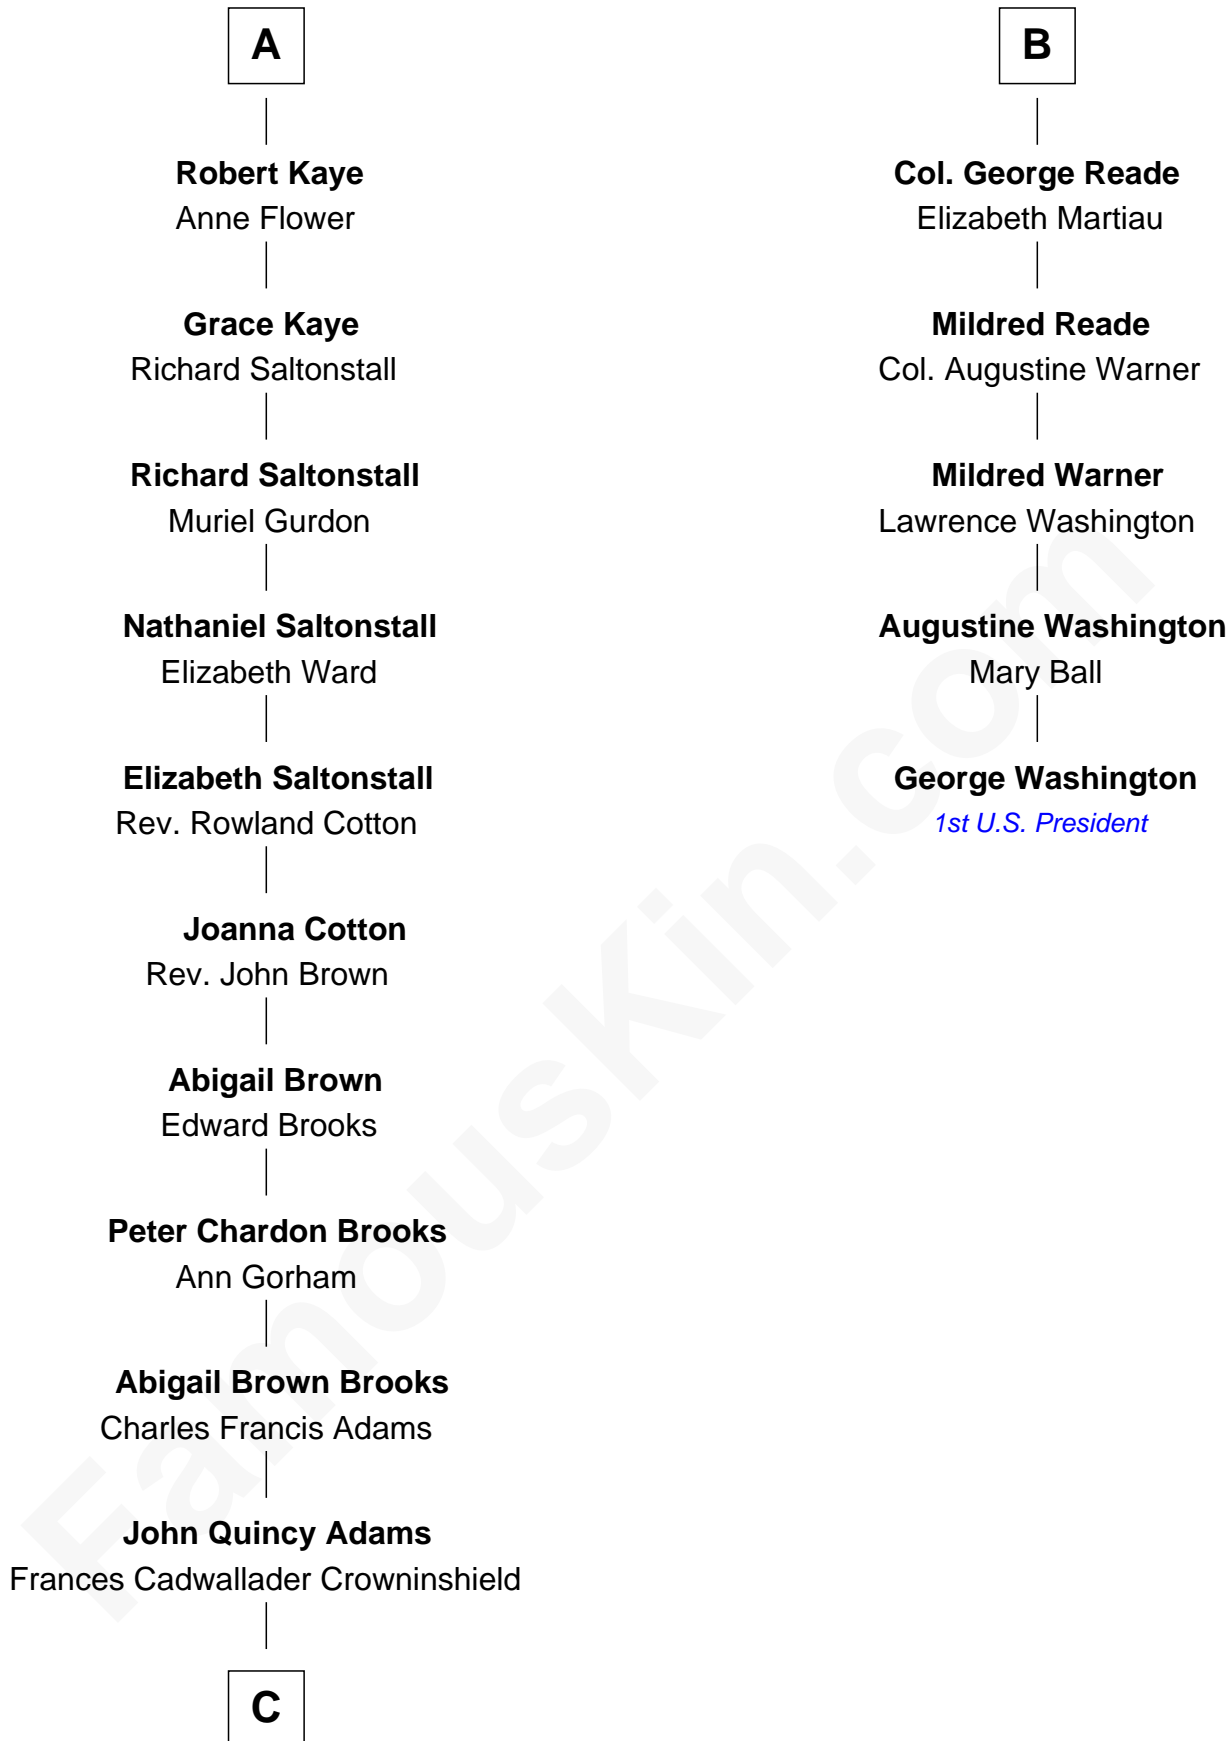 A
Robert Kaye
Anne Flower
Grace Kaye
Richard Saltonstall
Richard Saltonstall
Muriel Gurdon
Nathaniel Saltonstall
Elizabeth Ward
Elizabeth Saltonstall
Rev. Rowland Cotton
Joanna Cotton
Rev. John Brown
Abigail Brown
Edward Brooks
Peter Chardon Brooks
Ann Gorham
Abigail Brown Brooks
Charles Francis Adams
John Quincy Adams
Frances Cadwallader Crowninshield
C
B
Col. George Reade
Elizabeth Martiau
Mildred Reade
Col. Augustine Warner
Mildred Warner
Lawrence Washington
Augustine Washington
Mary Ball
George Washington
1st U.S. President
FamousKin.com